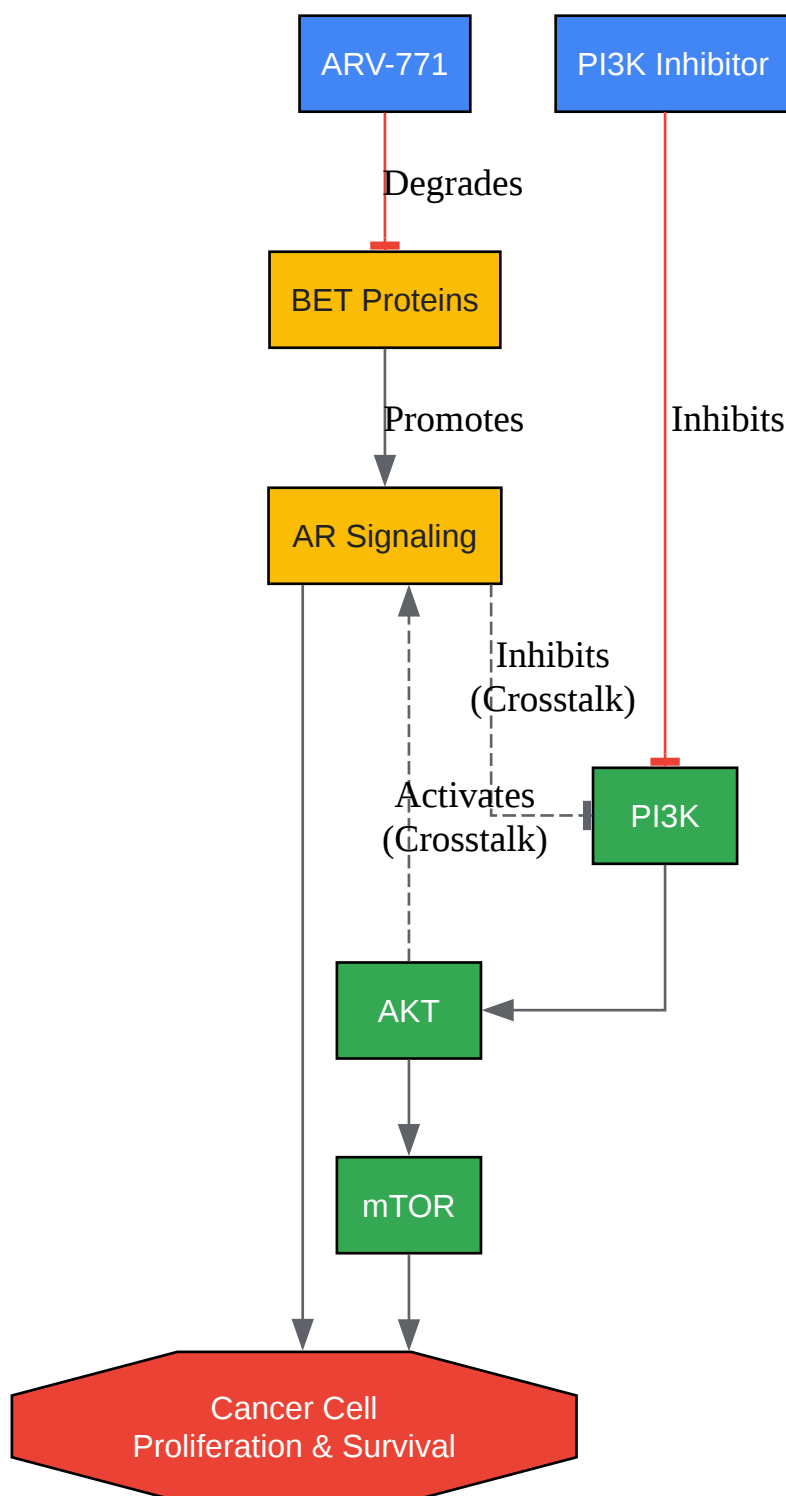 ARV-771
PI3K Inhibitor
Degrades
BET Proteins
Promotes
Inhibits
AR Signaling
Inhibits
(Crosstalk)
Activates
(Crosstalk)
PI3K
AKT
mTOR
Cancer Cell
Proliferation & Survival